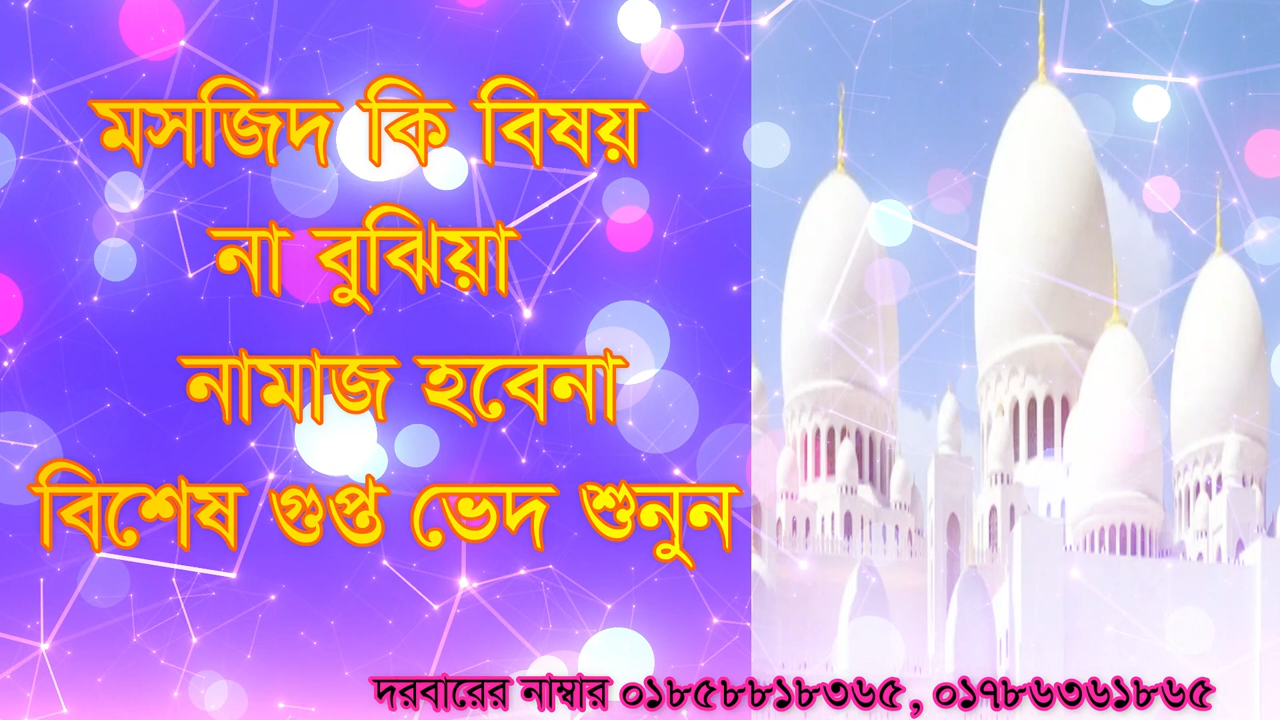 মসজিদ কি বিষয়
না বুঝিয়া
নামাজ হবেনা
বিশেষ গুপ্ত ভেদ শুনুন
দরবারের নাম্বার ০১৮৫৮৮১৮৩৬৫, ০১৭৮৬৩৬১৮৬৫